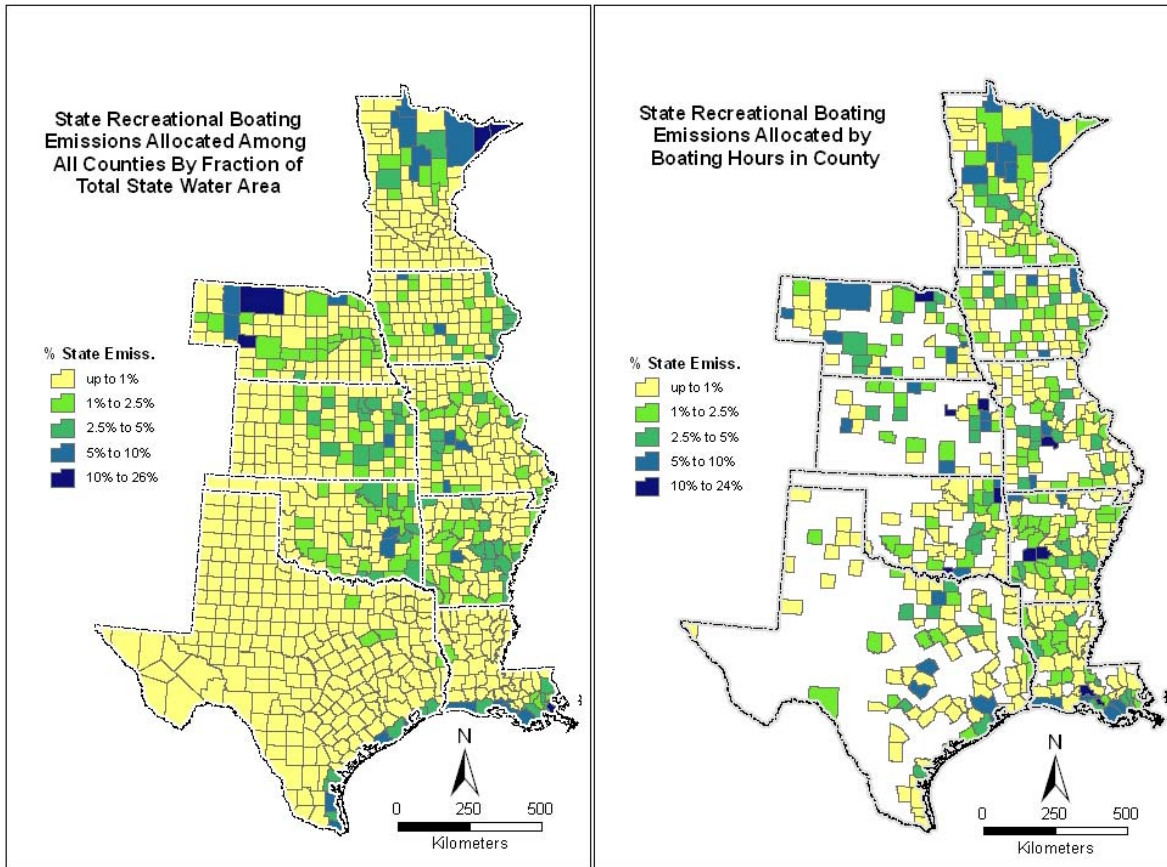 State Recreational Boating
Emissions Allocated Among
All Counties By Fraction of
Total State Water Area
% State Emiss.
up to 1%
1% to 2.5%
2.5% to 5%
5% to 10%
10% to 26%
N
0 250 500
Kilometers
State Recreational Boating
Emissions Allocated by
Boating Hours in County
% State Emiss.
up to 1%
1% to 2.5%
2.5% to 5%
5% to 10%
10% to 24%
N
0 250 500
Kilometers